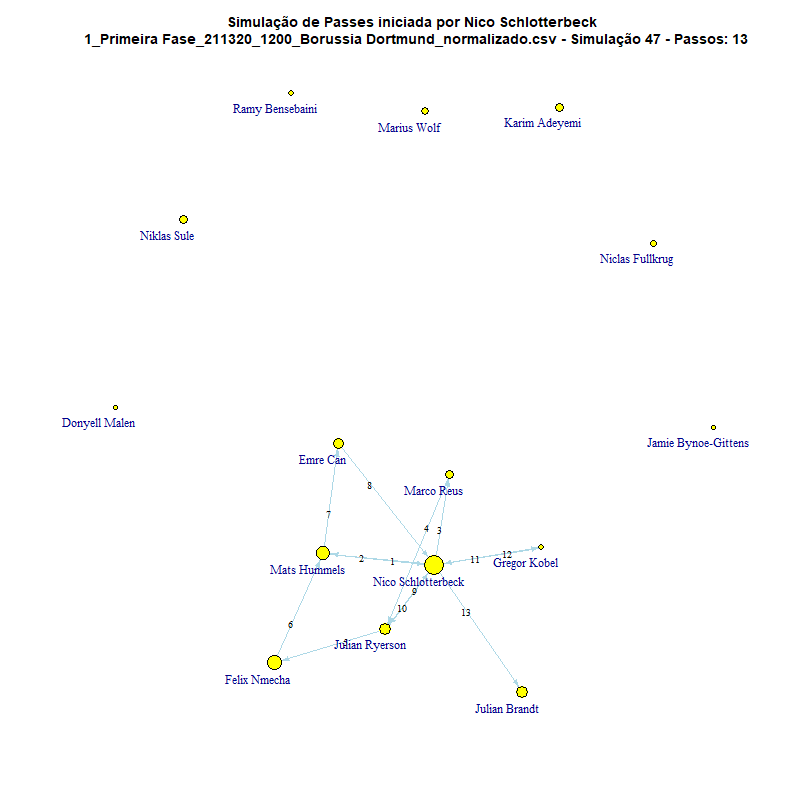 Simulação de Passes iniciada por Nico Schlotterbeck
1_Primeira Fase_211320_1200_Borussia Dortmund_normalizado.csv - Simulação 47 - Passos: 13
Ramy Bensebaini
Marius Wolf
Karim Adeyemi
Niklas Sule
Niclas Fullkrug
Donyell Malen
Jamie Bynoe-Gittens
Emre Can
8
Marco Reus
7
4
3
2
1
11
12
Mats Hummels
Gregor Kobel
Nico Schlotterbeck
9
10
13
6
5
Julian Ryerson
Felix Nmecha
Julian Brandt